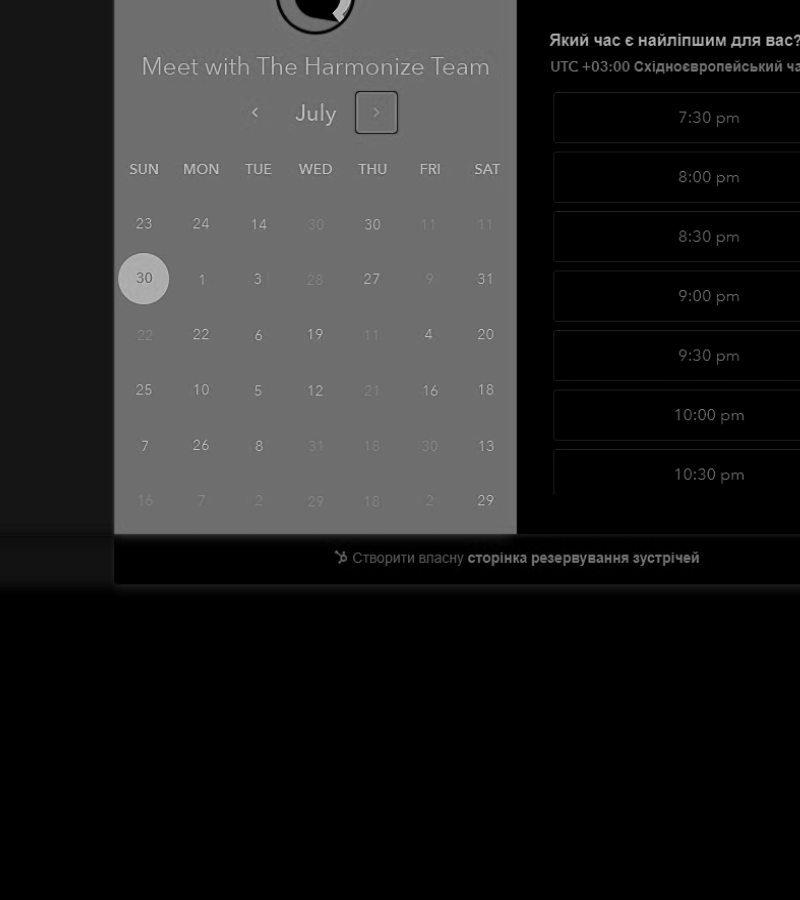 Meet with The Harmonize Team
July
SUN MON TUE WED THU FRI SAT
23 24 14 30 30 11 11
30 1 3 28 27 9 31
22 22 6 19 11 4 20
25 10 5 12 21 16 18
7 26 8 31 18 30 13
16 7 2 29 18 2 29
Який час є найліпшим для вас?
UTC +03:00 Східноєвропейський ча
7:30 pm
8:00 pm
8:30 pm
9:00 pm
9:30 pm
10:00 pm
10:30 pm
Створити власну сторінка резервування зустрічей